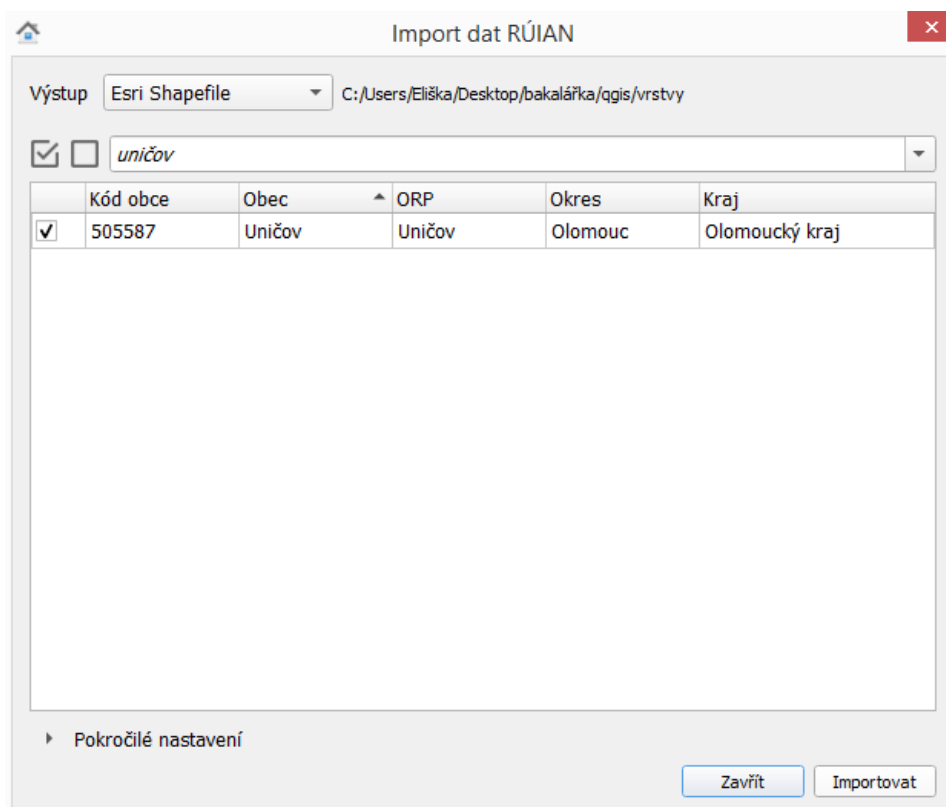 Import dat RÚIAN
Výstup Esri Shapefile C:/Users/Eliška/Desktop/bakalářka/qgis/vrstvy
uničov
Kód obce Obec ORP Okres Kraj
505587 Uničov Uničov Olomouc Olomoucký kraj
Pokročilé nastavení
Zavřít Importovat